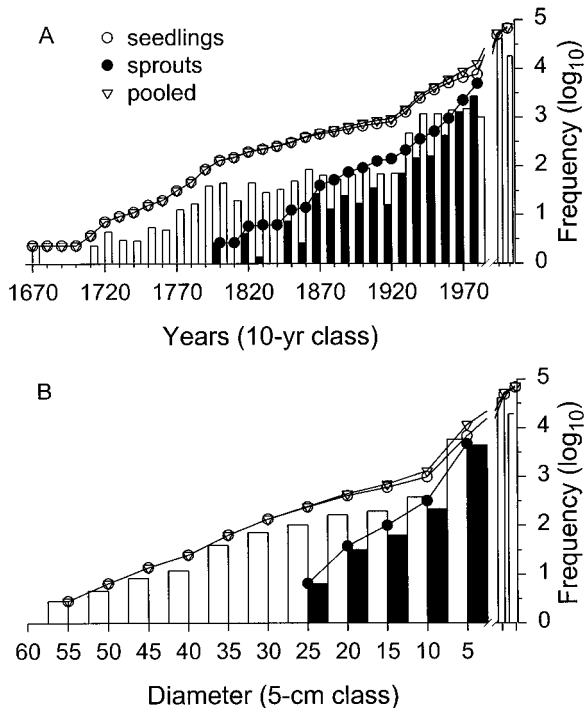 A
seedlings
sprouts
pooled
5
4
3
2
1
0
Frequency (log10)
1670 1720 1770 1820 1870 1920 1970
Years (10-yr class)
B
5
4
3
2
1
0
Frequency (log10)
60 55 50 45 40 35 30 25 20 15 10 5
Diameter (5-cm class)